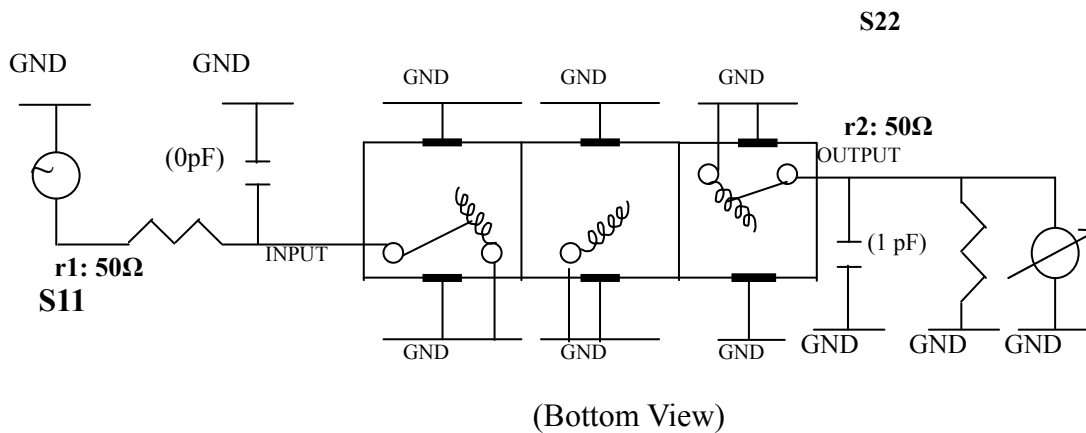 S22
GND
GND
GND
GND
GND
r2: 50Ω
(0pF)
OUTPUT
INPUT
(1 pF)
r1: 50Ω
S11
GND
GND
GND
GND
GND
GND
(Bottom View)